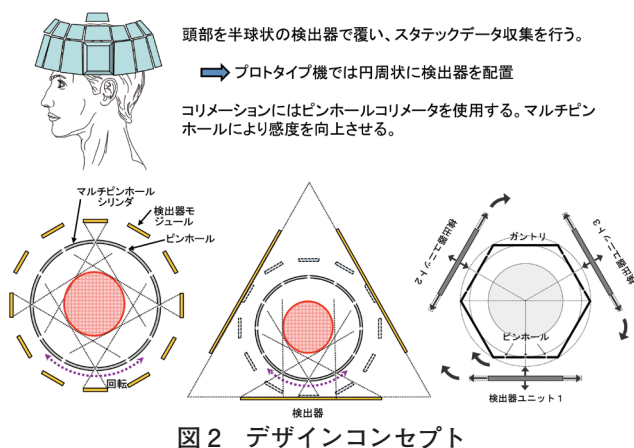 頭部を半球状の検出器で覆い、スタテックデータ収集を行う。
プロトタイプ機では円周状に検出器を配置
コリメーションにはピンホールコリメータを使用する。マルチピン
ホールにより感度を向上させる。
マルチピンホール
シリンダ
検出器モ
ジュール
ピンホール
回転
検出器
検出器ユニット2
ガントリ
検出器ユニット3
ピンホール
検出器ユニット1
図2 デザインコンセプト